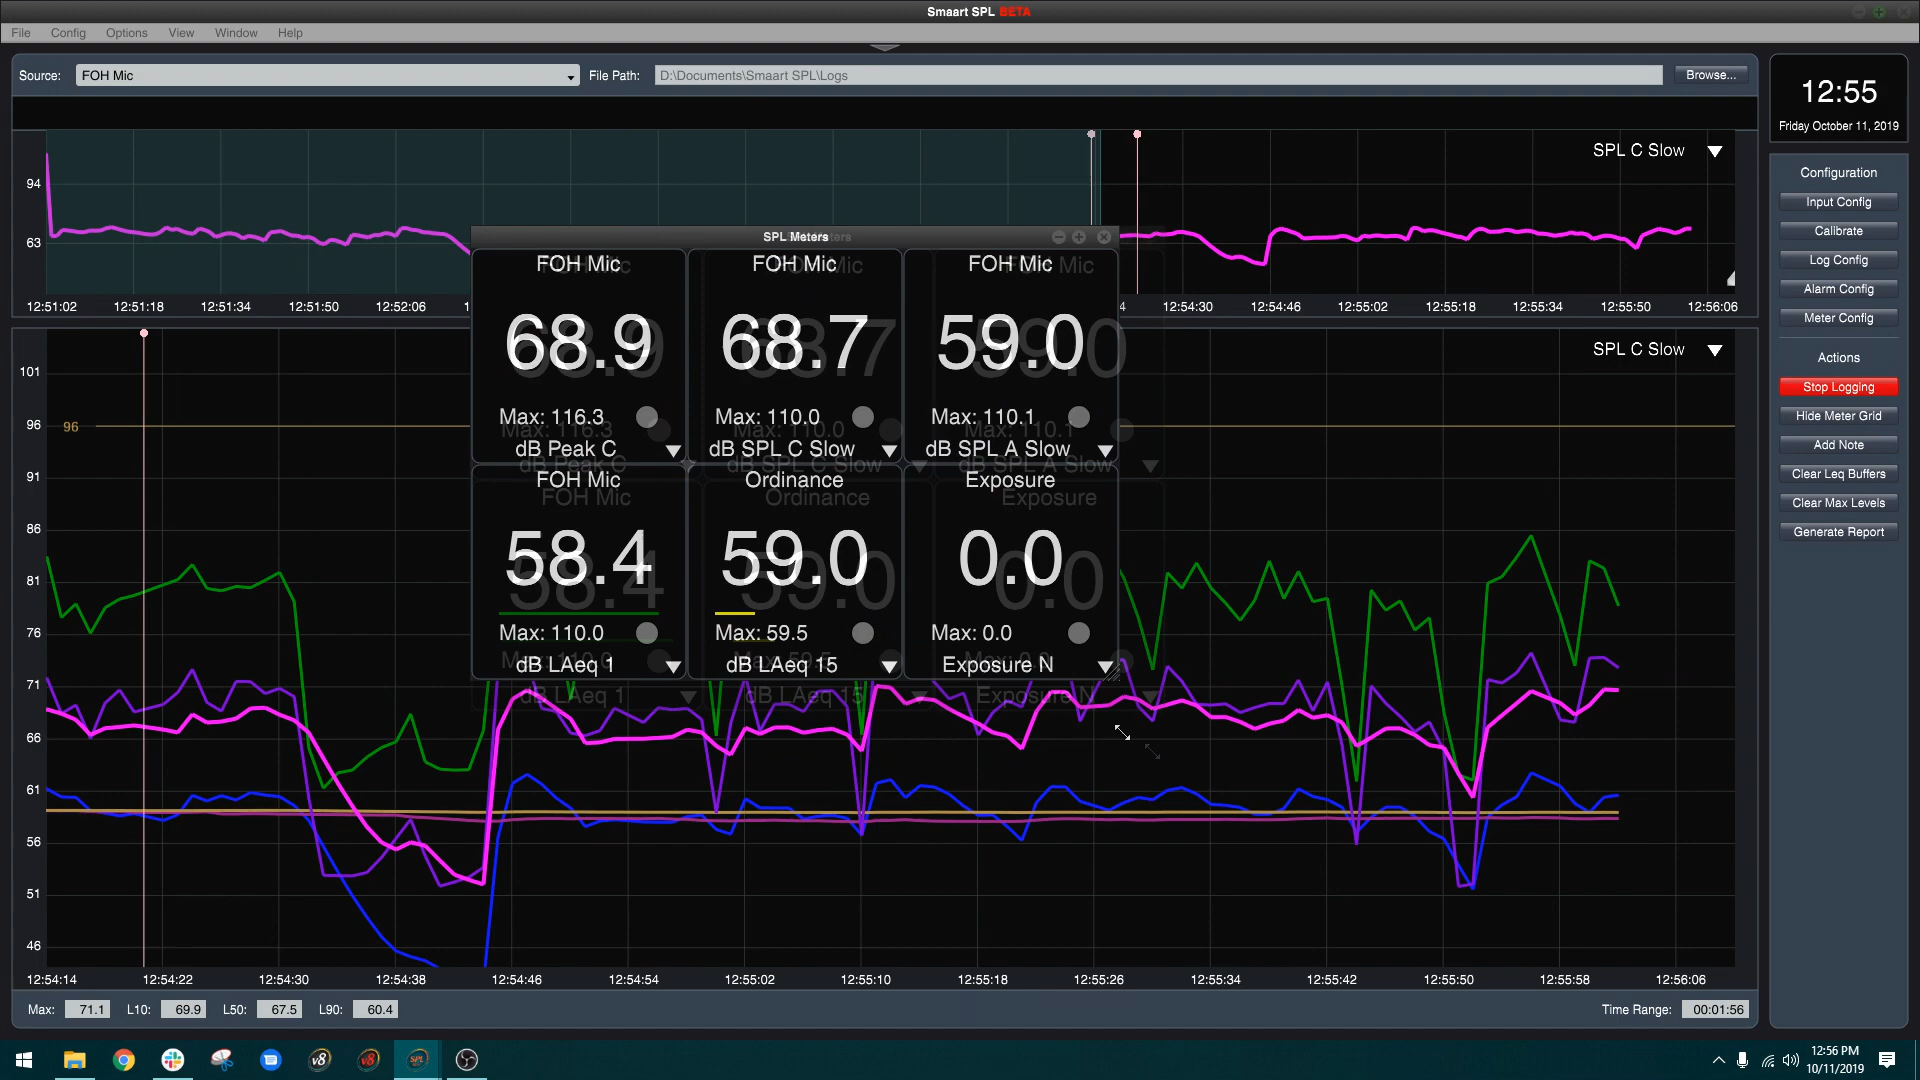 Smaart SPL BETA
File Config Options View Window Help
Source: FOH Mic File Path: D:\Documents\Smaart SPL\Logs Browse...
12:55
Friday October 11, 2019
SPL C Slow
94
63
12:51:02 12:51:18 12:51:34 12:51:50 12:52:06 1 4 12:54:30 12:54:46 12:55:02 12:55:18 12:55:34 12:55:50 12:56:06
SPL Meters
FOH Mic FOH Mic FOH Mic
68.9 68.7 59.0
Max: 116.3 Max: 110.0 Max: 110.1
dB Peak C dB SPL C Slow dB SPL A Slow
FOH Mic Ordinance Exposure
58.4 59.0 0.0
Max: 110.0 Max: 59.5 Max: 0.0
dB LAeq 1 dB LAeq 15 Exposure N
SPL C Slow
96
101
96
91
86
81
76
71
66
61
56
51
46
12:54:14 12:54:22 12:54:30 12:54:38 12:54:46 12:54:54 12:55:02 12:55:10 12:55:18 12:55:26 12:55:34 12:55:42 12:55:50 12:55:58 12:56:06
Max: 71.1 L10: 69.9 L50: 67.5 L90: 60.4 Time Range: 00:01:56
Configuration
Input Config
Calibrate
Log Config
Alarm Config
Meter Config
Actions
Stop Logging
Hide Meter Grid
Add Note
Clear Leq Buffers
Clear Max Levels
Generate Report
v8 v8 SPL
12:56 PM
10/11/2019